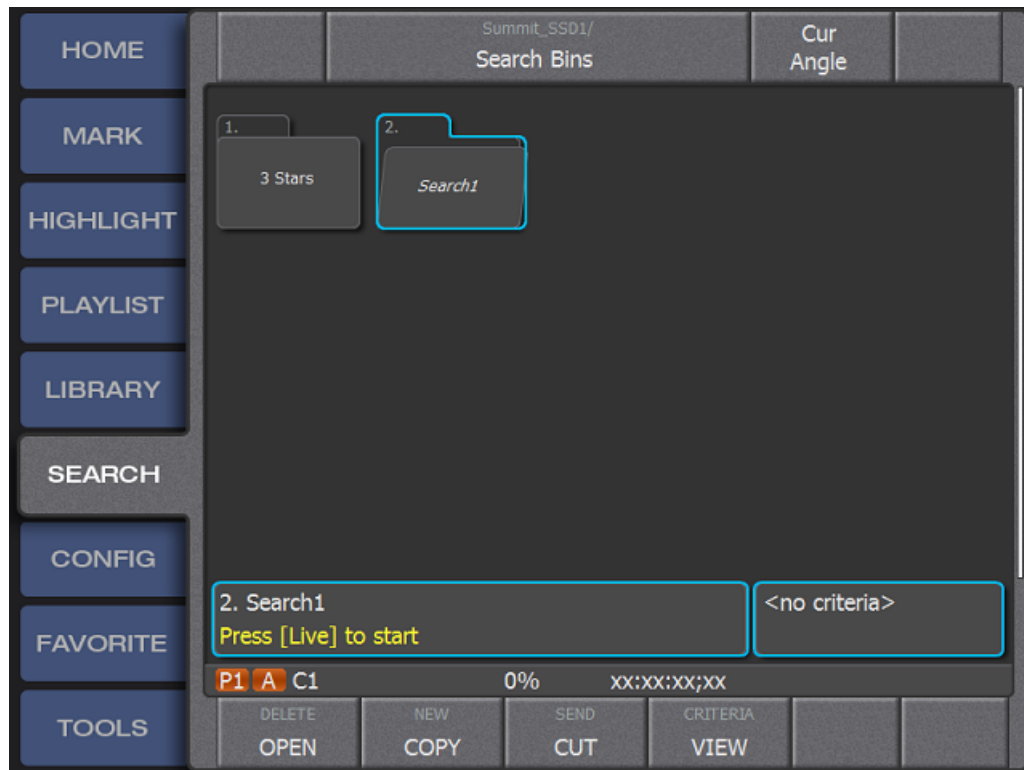 HOME
MARK
HIGHLIGHT
PLAYLIST
LIBRARY
SEARCH
CONFIG
FAVORITE
TOOLS
Summit_SSD1/
Search Bins
Cur
Angle
1.
3 Stars
2.
Search1
2. Search1
Press [Live] to start
<no criteria>
P1 A C1 0% xx:xx:xx;xx
DELETE
OPEN
NEW
COPY
SEND
CUT
CRITERIA
VIEW